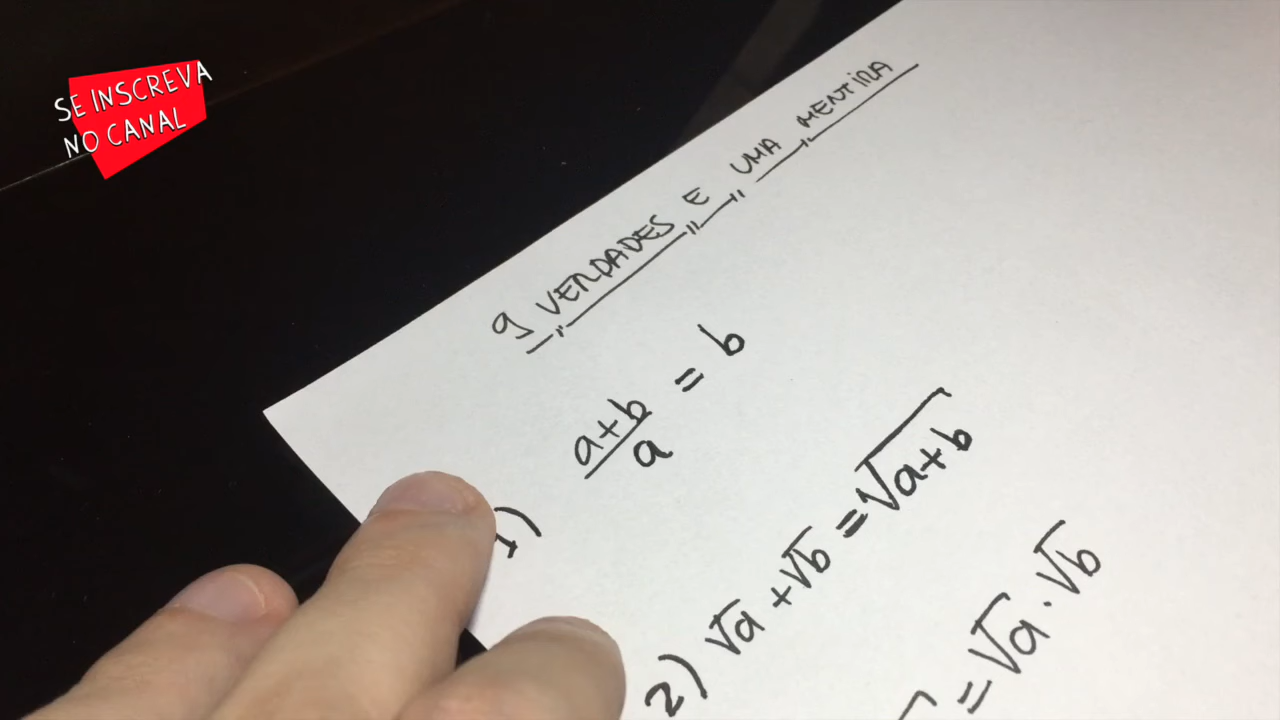 SE INSCREVA
NO CANAL
9 VERDADES E UMA MENTIRA
1) a+b/a = b
2) √a + √b = √a+b
= √a . √b